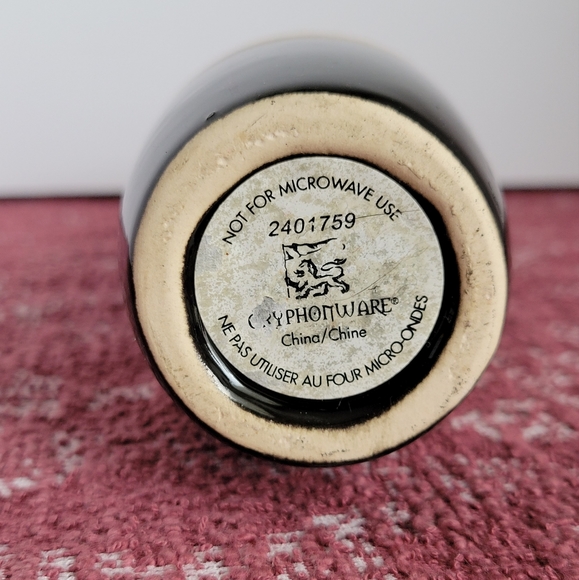 NOT FOR MICROWAVE USE
2401759
GRYPHONWARE®
China/Chine
NE PAS UTILISER AU FOUR MICRO-ONDES